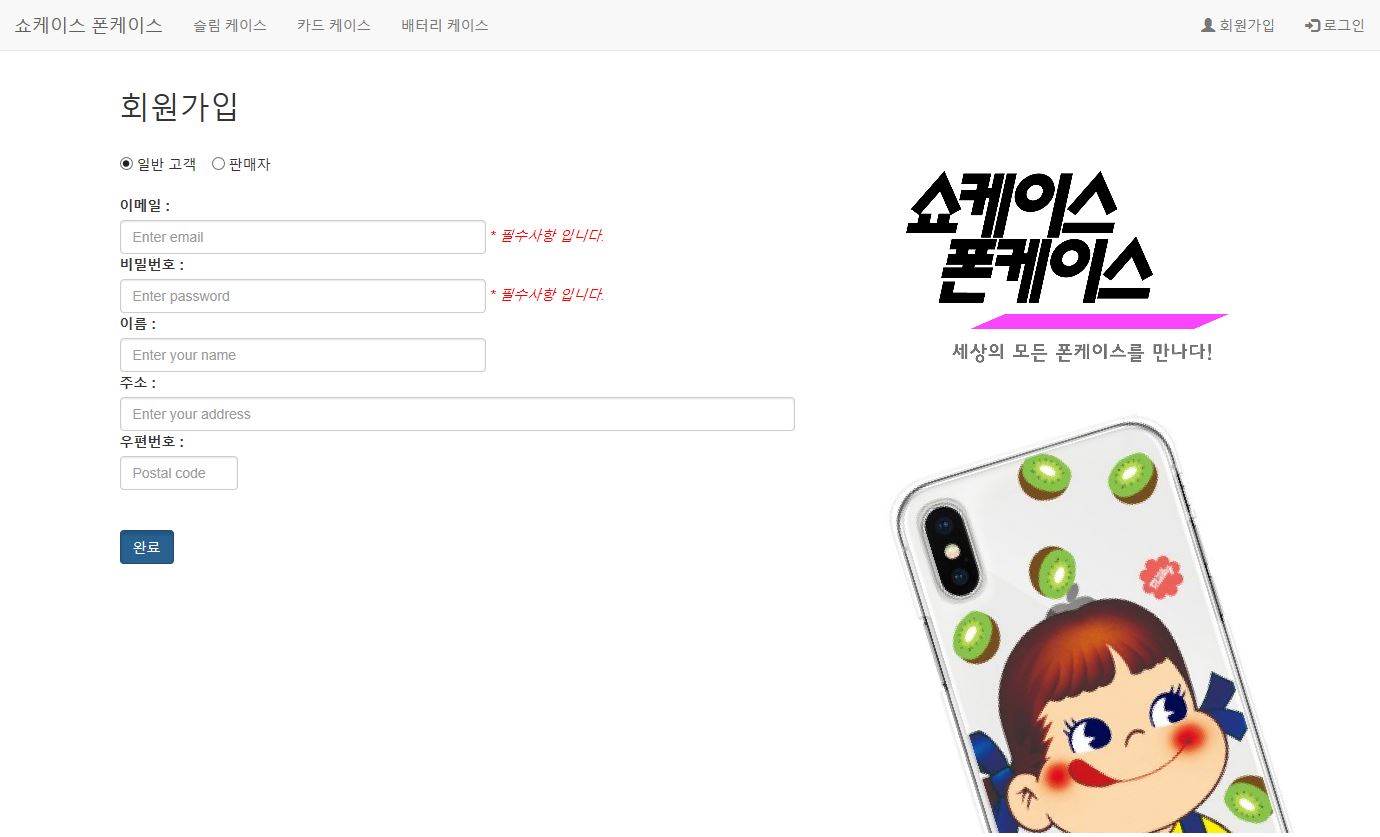 쇼케이스 폰케이스 슬림 케이스 카드 케이스 배터리 케이스 회원가입 로그인
회원가입
일반 고객 판매자
이메일 :
Enter email * 필수사항 입니다.
비밀번호 :
Enter password * 필수사항 입니다.
이름 :
Enter your name
주소 :
Enter your address
우편번호 :
Postal code
완료
쇼케이스
폰케이스
세상의 모든 폰케이스를 만나다!